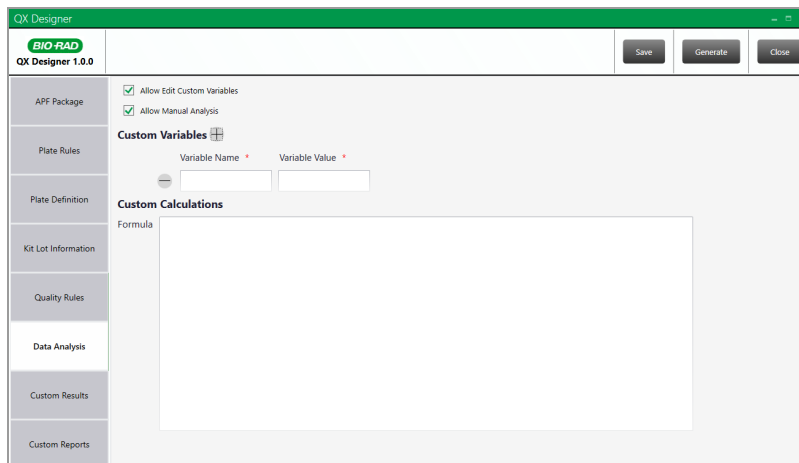 QX Designer
BIO-RAD
QX Designer 1.0.0
Save
Generate
Close
APF Package
Plate Rules
Plate Definition
Kit Lot Information
Quality Rules
Data Analysis
Custom Results
Custom Reports
Allow Edit Custom Variables
Allow Manual Analysis
Custom Variables
Variable Name * Variable Value *
Custom Calculations
Formula